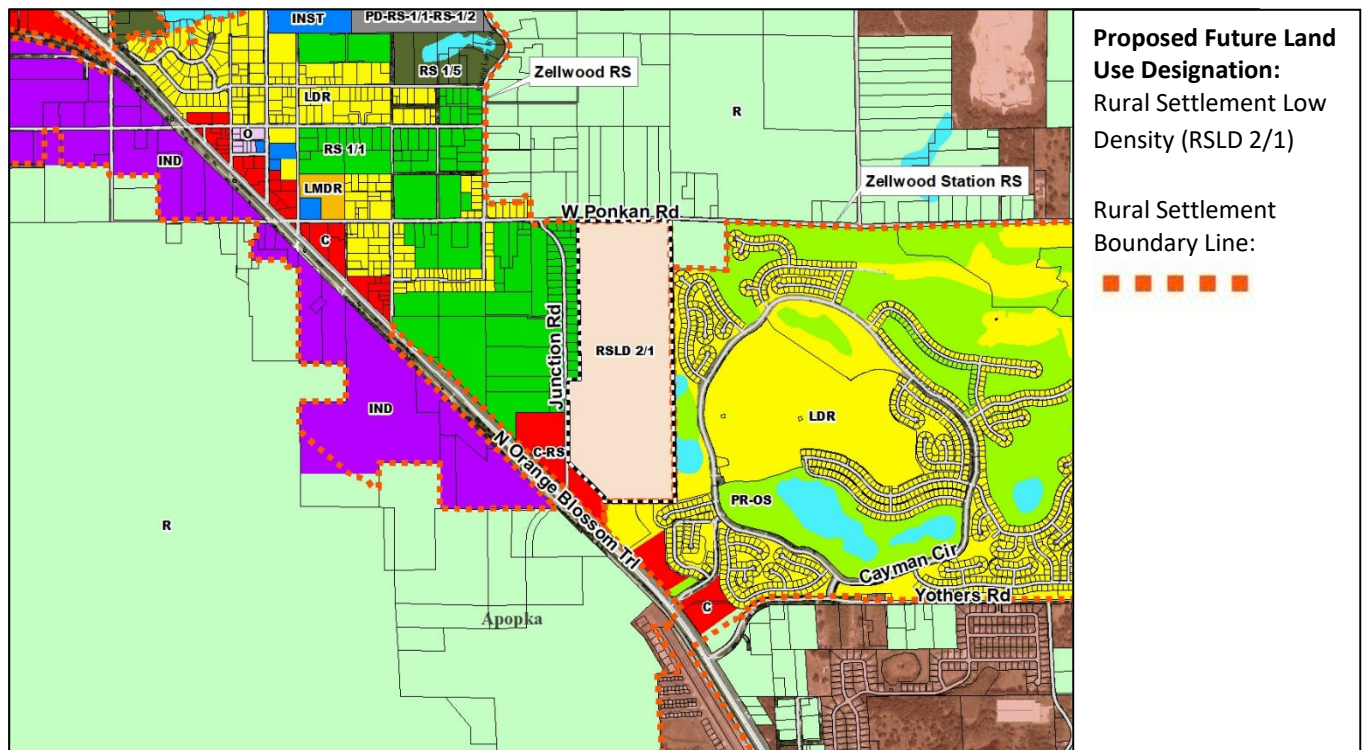 INST
PD-RS-1/1-RS-1/2
RS 1/5
Zellwood RS
LDR
R
O
IND
RS 1/1
LMDR
Zellwood Station RS
W Ponkan Rd
C
Junction Rd
RSLD 2/1
IND
LDR
C-RS
N Orange Blossom Trl
PR-OS
R
Cayman Cir
Yothers Rd
C
Apopka
Proposed Future Land
Use Designation:
Rural Settlement Low
Density (RSLD 2/1)
Rural Settlement
Boundary Line: